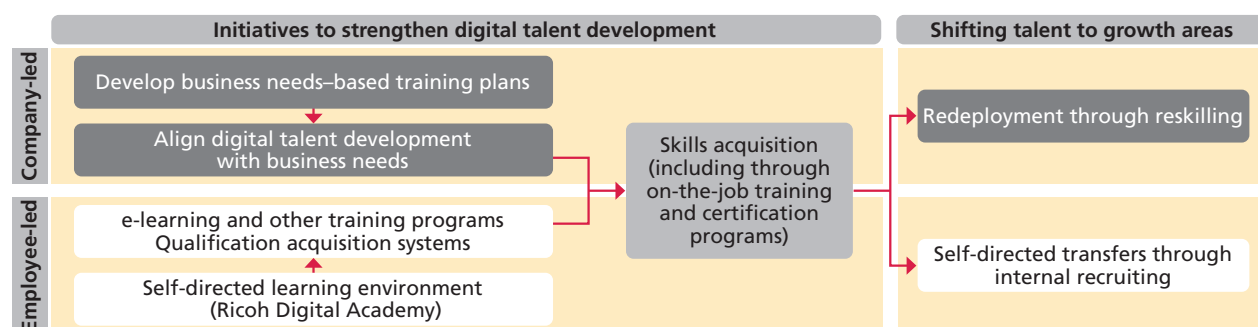 Initiatives to strengthen digital talent development
Shifting talent to growth areas
Company-led
Develop business needs–based training plans
Align digital talent development
with business needs
Employee-led
e-learning and other training programs
Qualification acquisition systems
Self-directed learning environment
(Ricoh Digital Academy)
Skills acquisition
(including through
on-the-job training
and certification
programs)
Redeployment through reskilling
Self-directed transfers through
internal recruiting